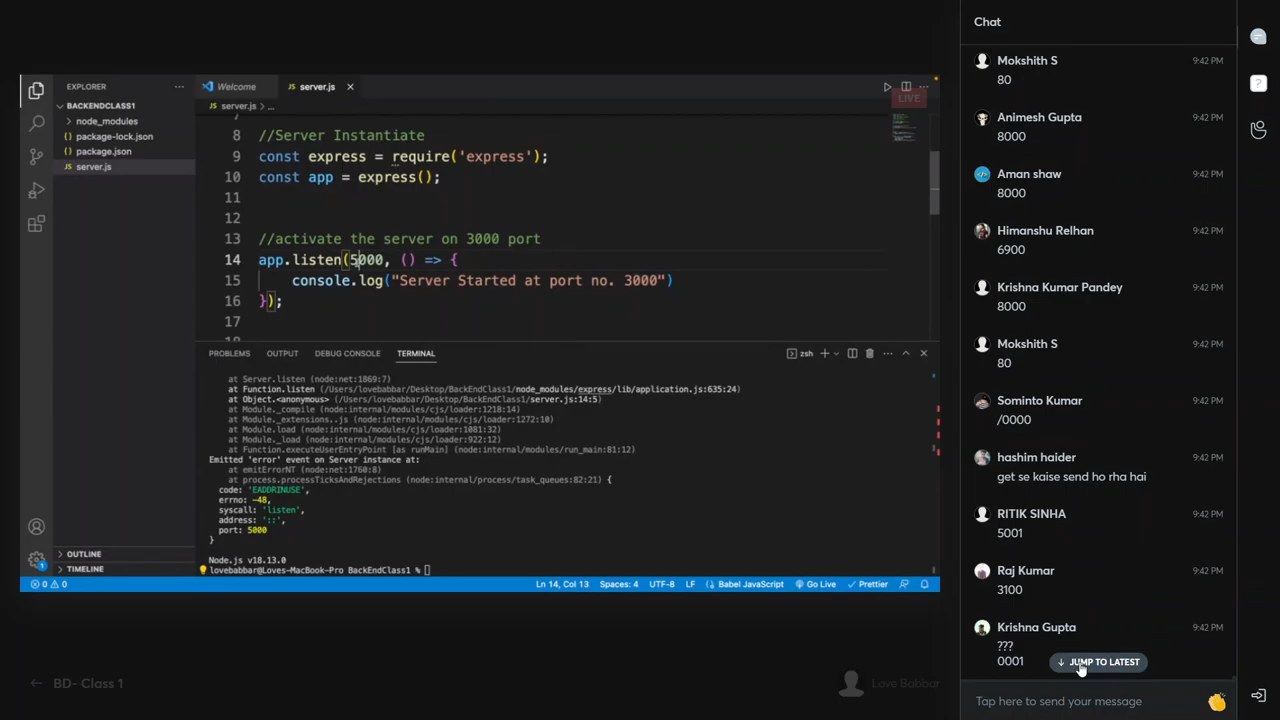 EXPLORER
BACKENDCLASS1
node_modules
package-lock.json
package.json
server.js
OUTLINE
TIMELINE
Welcome
server.js
server.js > ...
LIVE
7
8 //Server Instantiate
9 const express = require('express');
10 const app = express();
11
12
13 //activate the server on 3000 port
14 app.listen(5000, () => {
15 console.log("Server Started at port no. 3000")
16 });
17
PROBLEMS OUTPUT DEBUG CONSOLE TERMINAL
zsh
at Server.listen (node:net:1869:7)
at Function.listen (/Users/lovebabbar/Desktop/BackEndClass1/node_modules/express/lib/application.js:635:24)
at Object.<anonymous> (/Users/lovebabbar/Desktop/BackEndClass1/server.js:14:5)
at Module._compile (node:internal/modules/cjs/loader:1218:14)
at Module._extensions..js (node:internal/modules/cjs/loader:1272:10)
at Module.load (node:internal/modules/cjs/loader:1081:32)
at Module._load (node:internal/modules/cjs/loader:922:12)
at Function.executeUserEntryPoint [as runMain] (node:internal/modules/run_main:81:12)
Emitted 'error' event on Server instance at:
at emitErrorNT (node:net:1760:8)
at process.processTicksAndRejections (node:internal/process/task_queues:82:21) {
code: 'EADDRINUSE',
errno: -48,
syscall: 'listen',
address: '::',
port: 5000
}
Node.js v18.13.0
lovebabbar@Loves-MacBook-Pro BackEndClass1 %
0 0
Ln 14, Col 13 Spaces: 4 UTF-8 LF Babel JavaScript Go Live Prettier
BD- Class 1
Love Babbar
Chat
Mokshith S 9:42 PM
80
Animesh Gupta 9:42 PM
8000
Aman shaw 9:42 PM
8000
Himanshu Relhan 9:42 PM
6900
Krishna Kumar Pandey 9:42 PM
8000
Mokshith S 9:42 PM
80
Sominto Kumar 9:42 PM
/0000
hashim haider 9:42 PM
get se kaise send ho rha hai
RITIK SINHA 9:42 PM
5001
Raj Kumar 9:42 PM
3100
Krishna Gupta 9:42 PM
???
0001
JUMP TO LATEST
Tap here to send your message